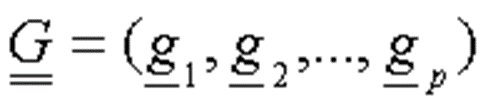 G = (g1, g2, ..., gp)